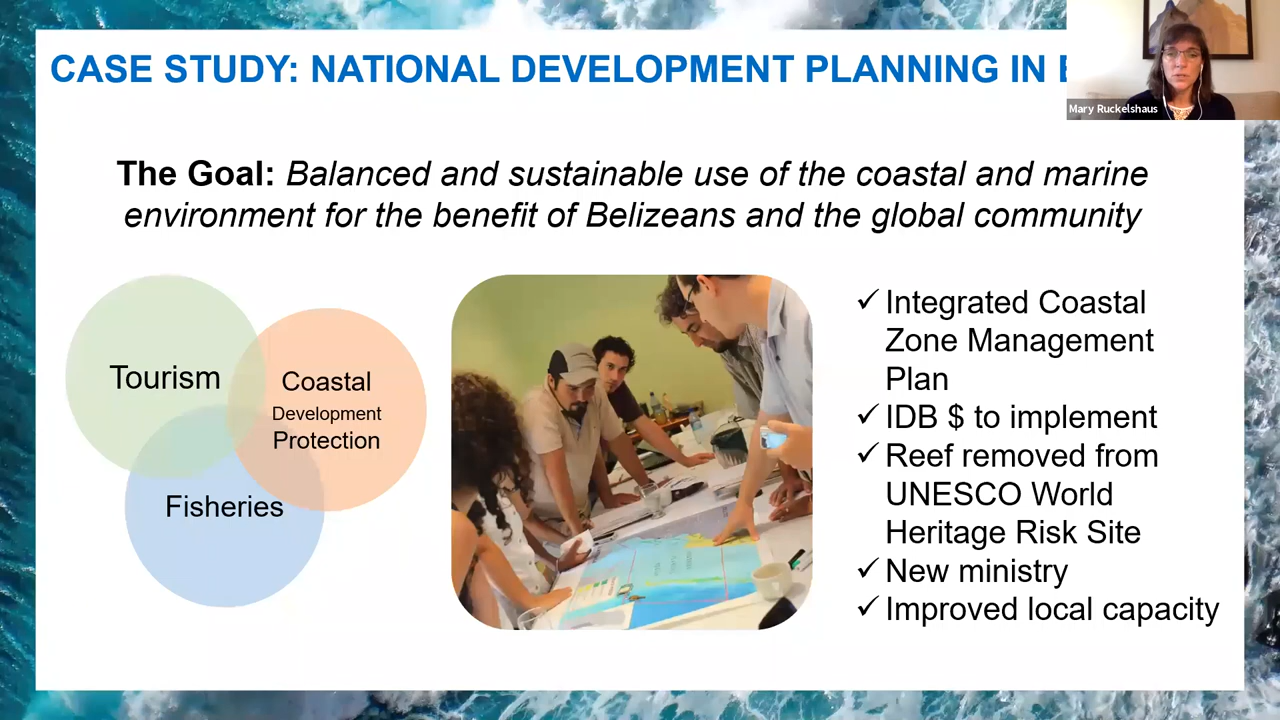 CASE STUDY: NATIONAL DEVELOPMENT PLANNING IN
Mary Ruckelshaus
The Goal: Balanced and sustainable use of the coastal and marine
environment for the benefit of Belizeans and the global community
Tourism
Coastal
Development
Protection
Fisheries
✓ Integrated Coastal
Zone Management
Plan
✓ IDB $ to implement
✓ Reef removed from
UNESCO World
Heritage Risk Site
✓ New ministry
✓ Improved local capacity